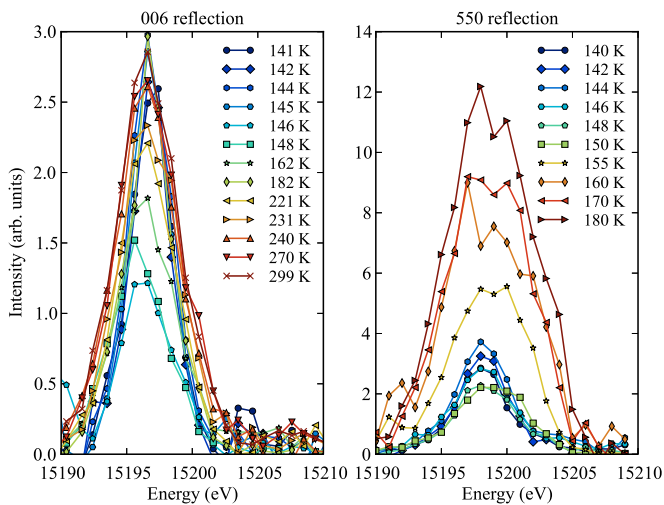 006 reflection
550 reflection
Intensity (arb. units)
3.0
2.5
2.0
1.5
1.0
0.5
0.0
141 K
142 K
144 K
145 K
146 K
148 K
162 K
182 K
221 K
231 K
240 K
270 K
299 K
15190 15195 15200 15205 15210
Energy (eV)
14
12
10
8
6
4
2
0
140 K
142 K
144 K
146 K
148 K
150 K
155 K
160 K
170 K
180 K
15190 15195 15200 15205 15210
Energy (eV)